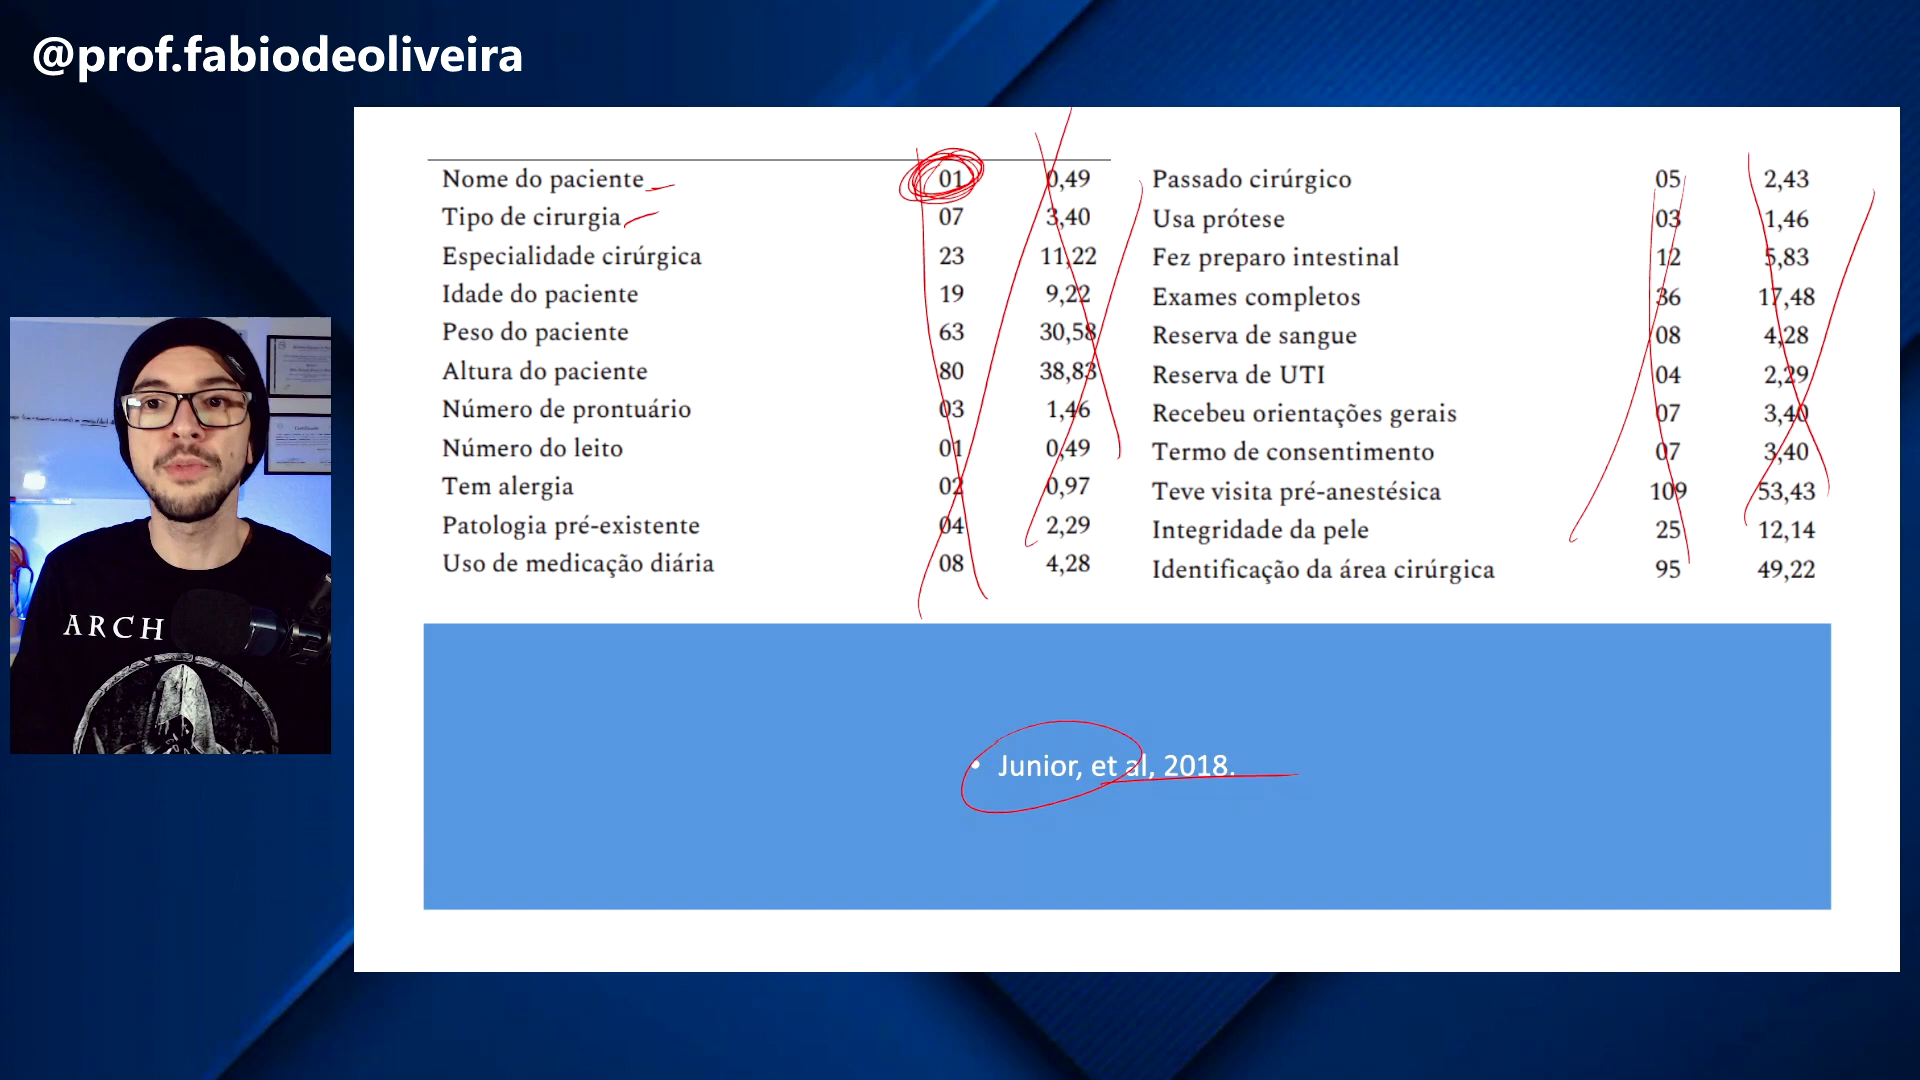 @prof.fabiodeoliveira
Nome do paciente 01 0,49
Tipo de cirurgia 07 3,40
Especialidade cirúrgica 23 11,22
Idade do paciente 19 9,22
Peso do paciente 63 30,58
Altura do paciente 80 38,83
Número de prontuário 03 1,46
Número do leito 01 0,49
Tem alergia 02 0,97
Patologia pré-existente 04 2,29
Uso de medicação diária 08 4,28
Passado cirúrgico 05 2,43
Usa prótese 03 1,46
Fez preparo intestinal 12 5,83
Exames completos 36 17,48
Reserva de sangue 08 4,28
Reserva de UTI 04 2,29
Recebeu orientações gerais 07 3,40
Termo de consentimento 07 3,40
Teve visita pré-anestésica 109 53,43
Integridade da pele 25 12,14
Identificação da área cirúrgica 95 49,22
• Junior, et al, 2018.
ARCH